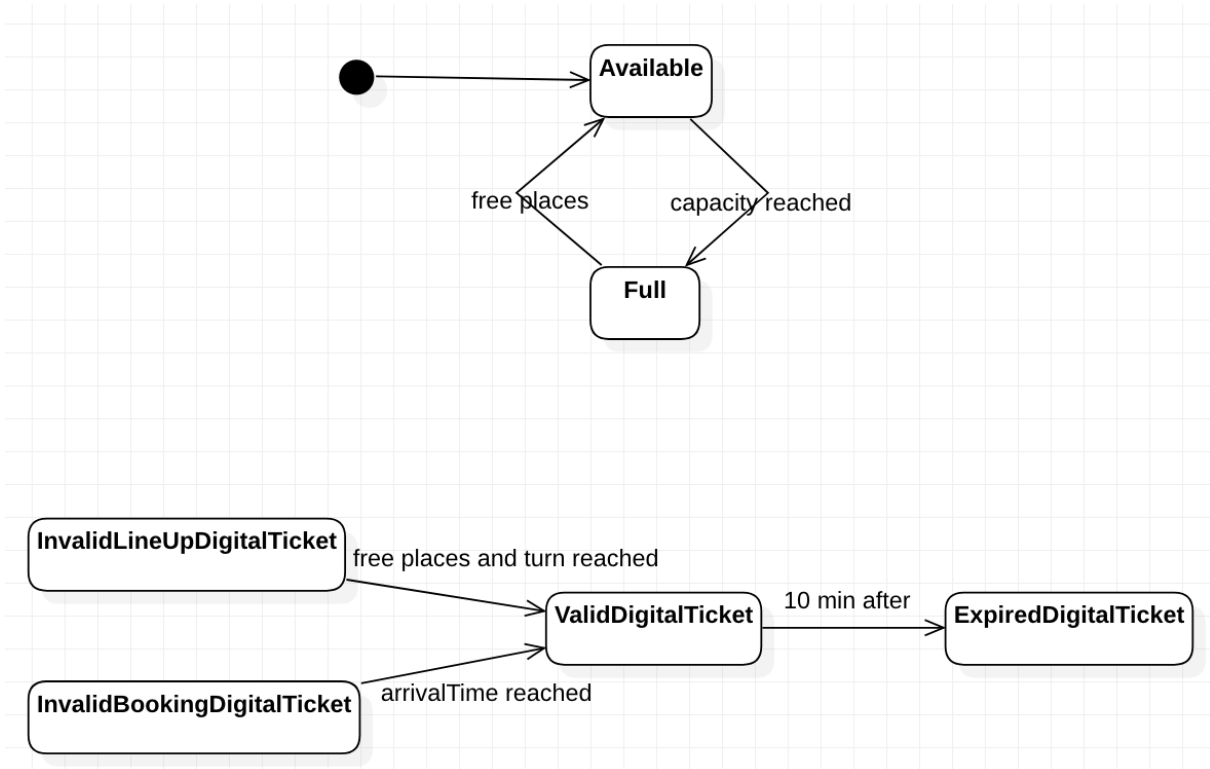 Available
free places
capacity reached
Full
InvalidLineUpDigitalTicket
free places and turn reached
ValidDigitalTicket
10 min after
ExpiredDigitalTicket
InvalidBookingDigitalTicket
arrivalTime reached